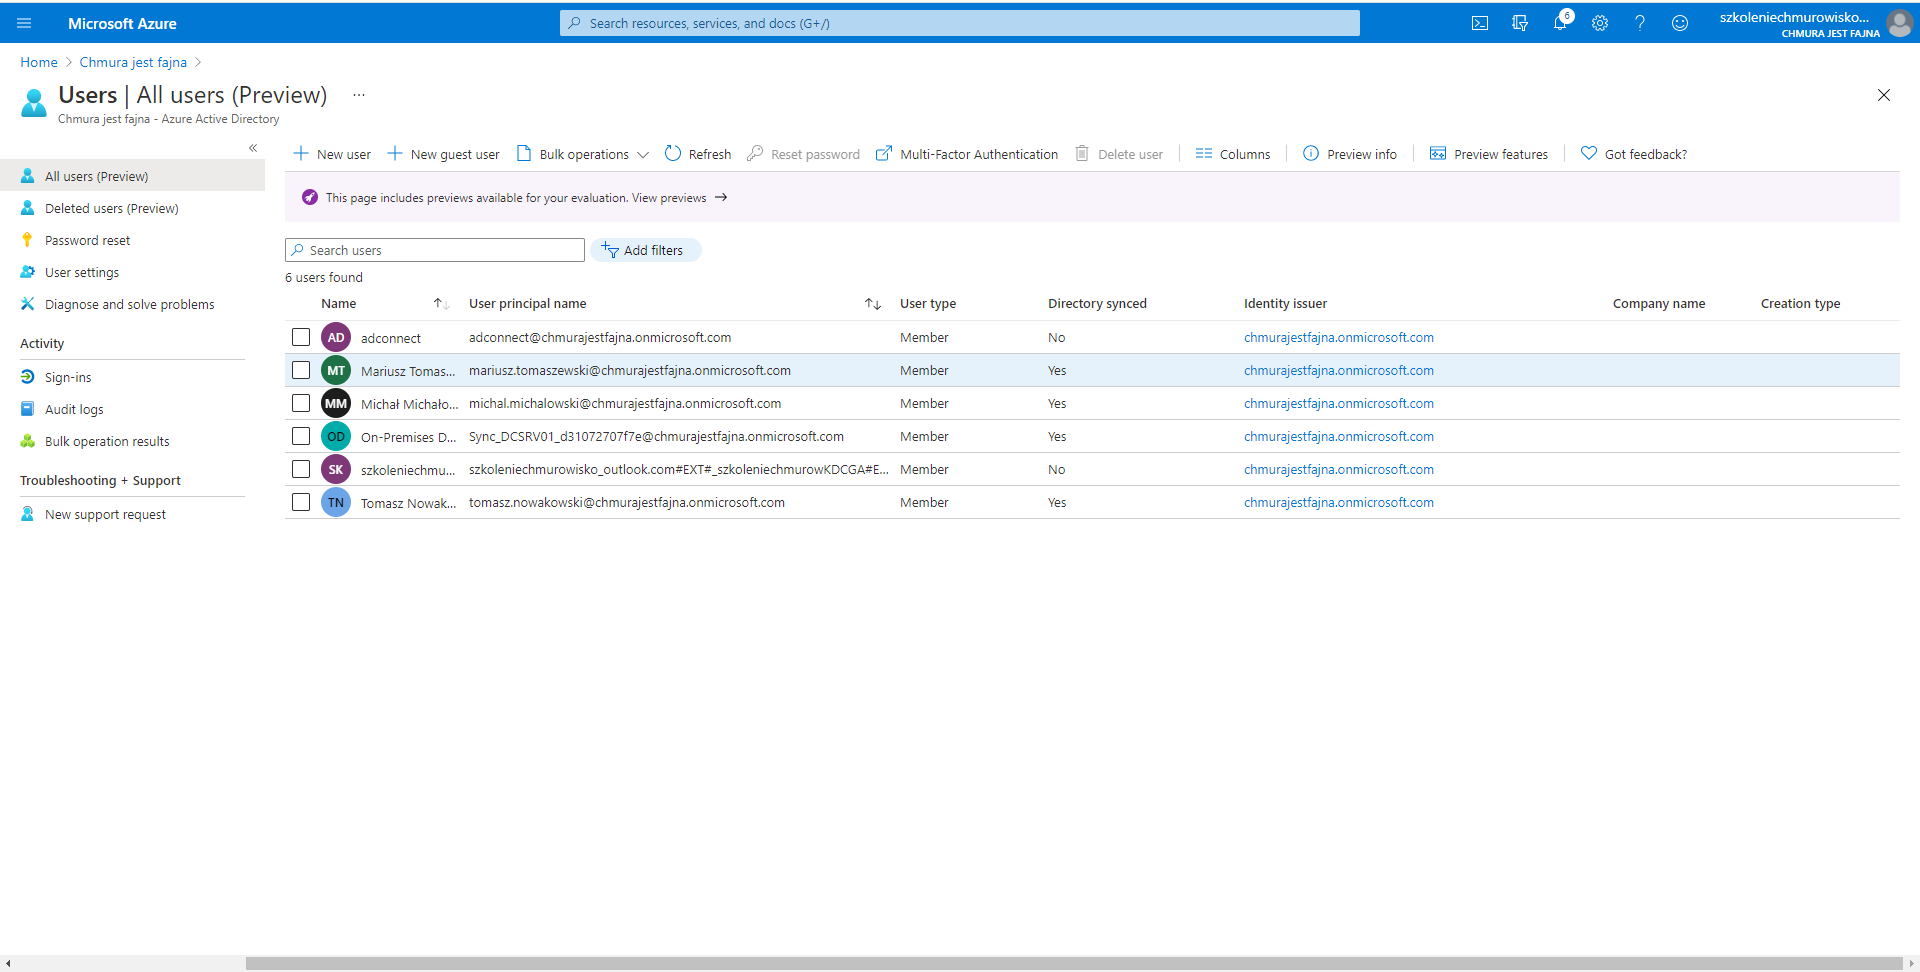 Microsoft Azure
Search resources, services, and docs (G+/)
6
szkoleniechmurowisko...
CHMURA JEST FAJNA
Home > Chmura jest fajna >
Users | All users (Preview) ...
Chmura jest fajna - Azure Active Directory
«
All users (Preview)
Deleted users (Preview)
Password reset
User settings
Diagnose and solve problems
Activity
Sign-ins
Audit logs
Bulk operation results
Troubleshooting + Support
New support request
New user
New guest user
Bulk operations
Refresh
Reset password
Multi-Factor Authentication
Delete user
Columns
Preview info
Preview features
Got feedback?
This page includes previews available for your evaluation. View previews →
Search users
Add filters
6 users found
Name ↑↓ User principal name ↑↓ User type Directory synced Identity issuer Company name Creation type
AD adconnect adconnect@chmurajestfajna.onmicrosoft.com Member No chmurajestfajna.onmicrosoft.com
MT Mariusz Tomas... mariusz.tomaszewski@chmurajestfajna.onmicrosoft.com Member Yes chmurajestfajna.onmicrosoft.com
MM Michał Michało... michal.michalowski@chmurajestfajna.onmicrosoft.com Member Yes chmurajestfajna.onmicrosoft.com
OD On-Premises D... Sync_DCSRV01_d31072707f7e@chmurajestfajna.onmicrosoft.com Member Yes chmurajestfajna.onmicrosoft.com
SK szkoleniechmu... szkoleniechmurowisko_outlook.com#EXT#_szkoleniechmurowKDCGA#E... Member No chmurajestfajna.onmicrosoft.com
TN Tomasz Nowak... tomasz.nowakowski@chmurajestfajna.onmicrosoft.com Member Yes chmurajestfajna.onmicrosoft.com